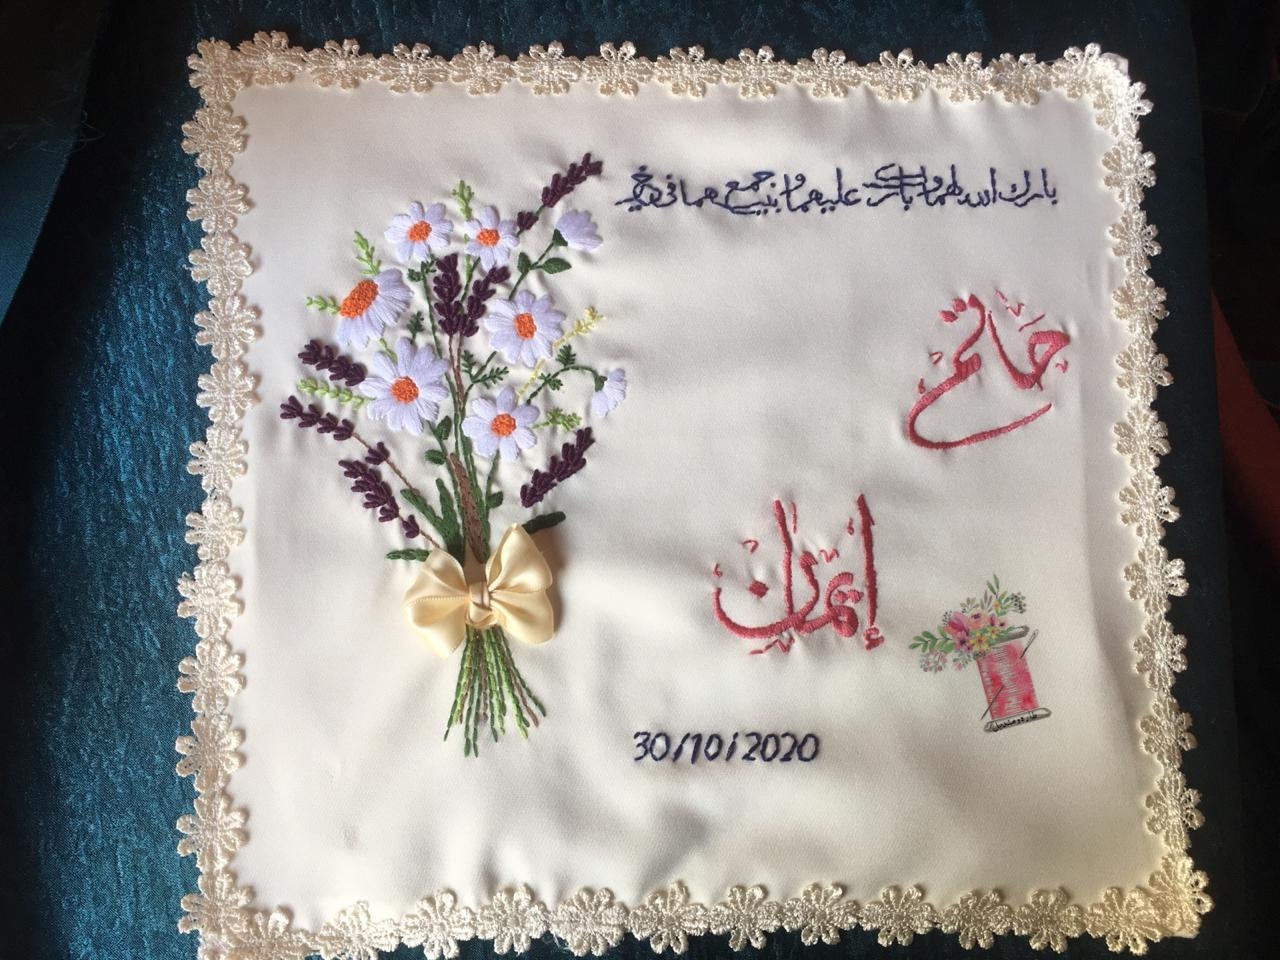 بارك الله لهما وبارك عليهما وجمع بينهما في خير
حاتم
إيمان
30/10/2020